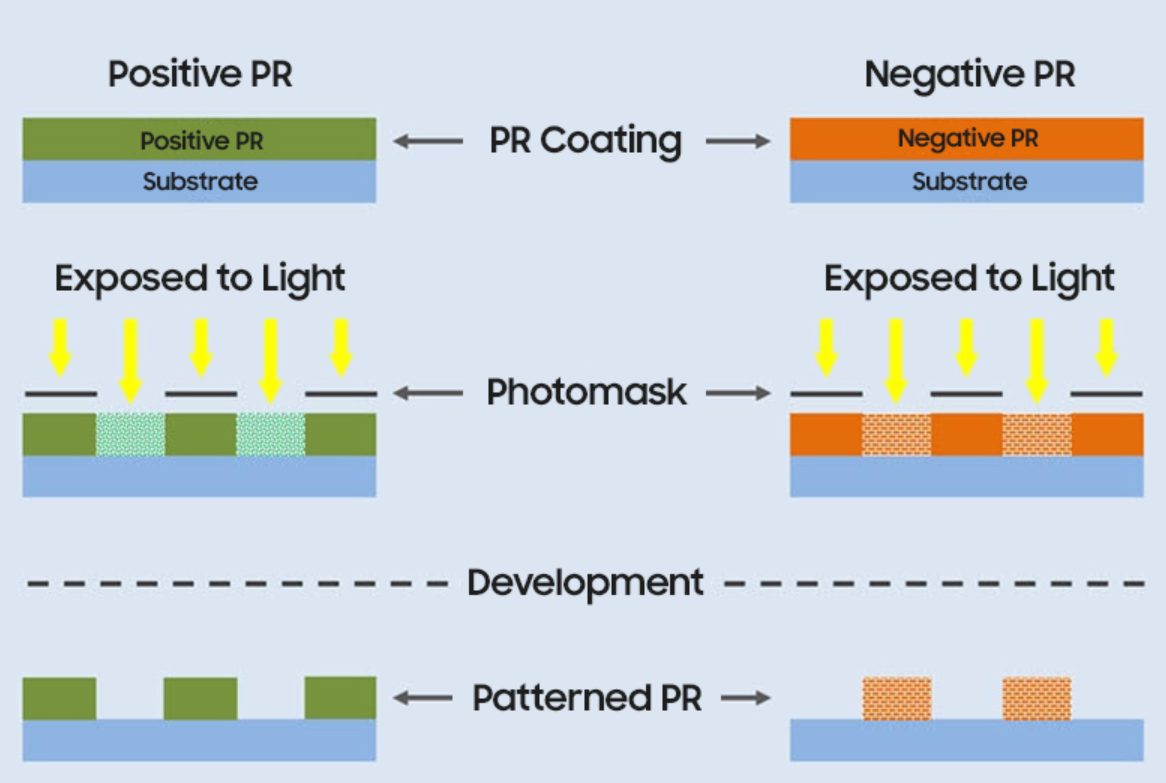 Positive PR
Negative PR
Positive PR
Substrate
PR Coating
Negative PR
Substrate
Exposed to Light
Exposed to Light
Photomask
Development
Patterned PR